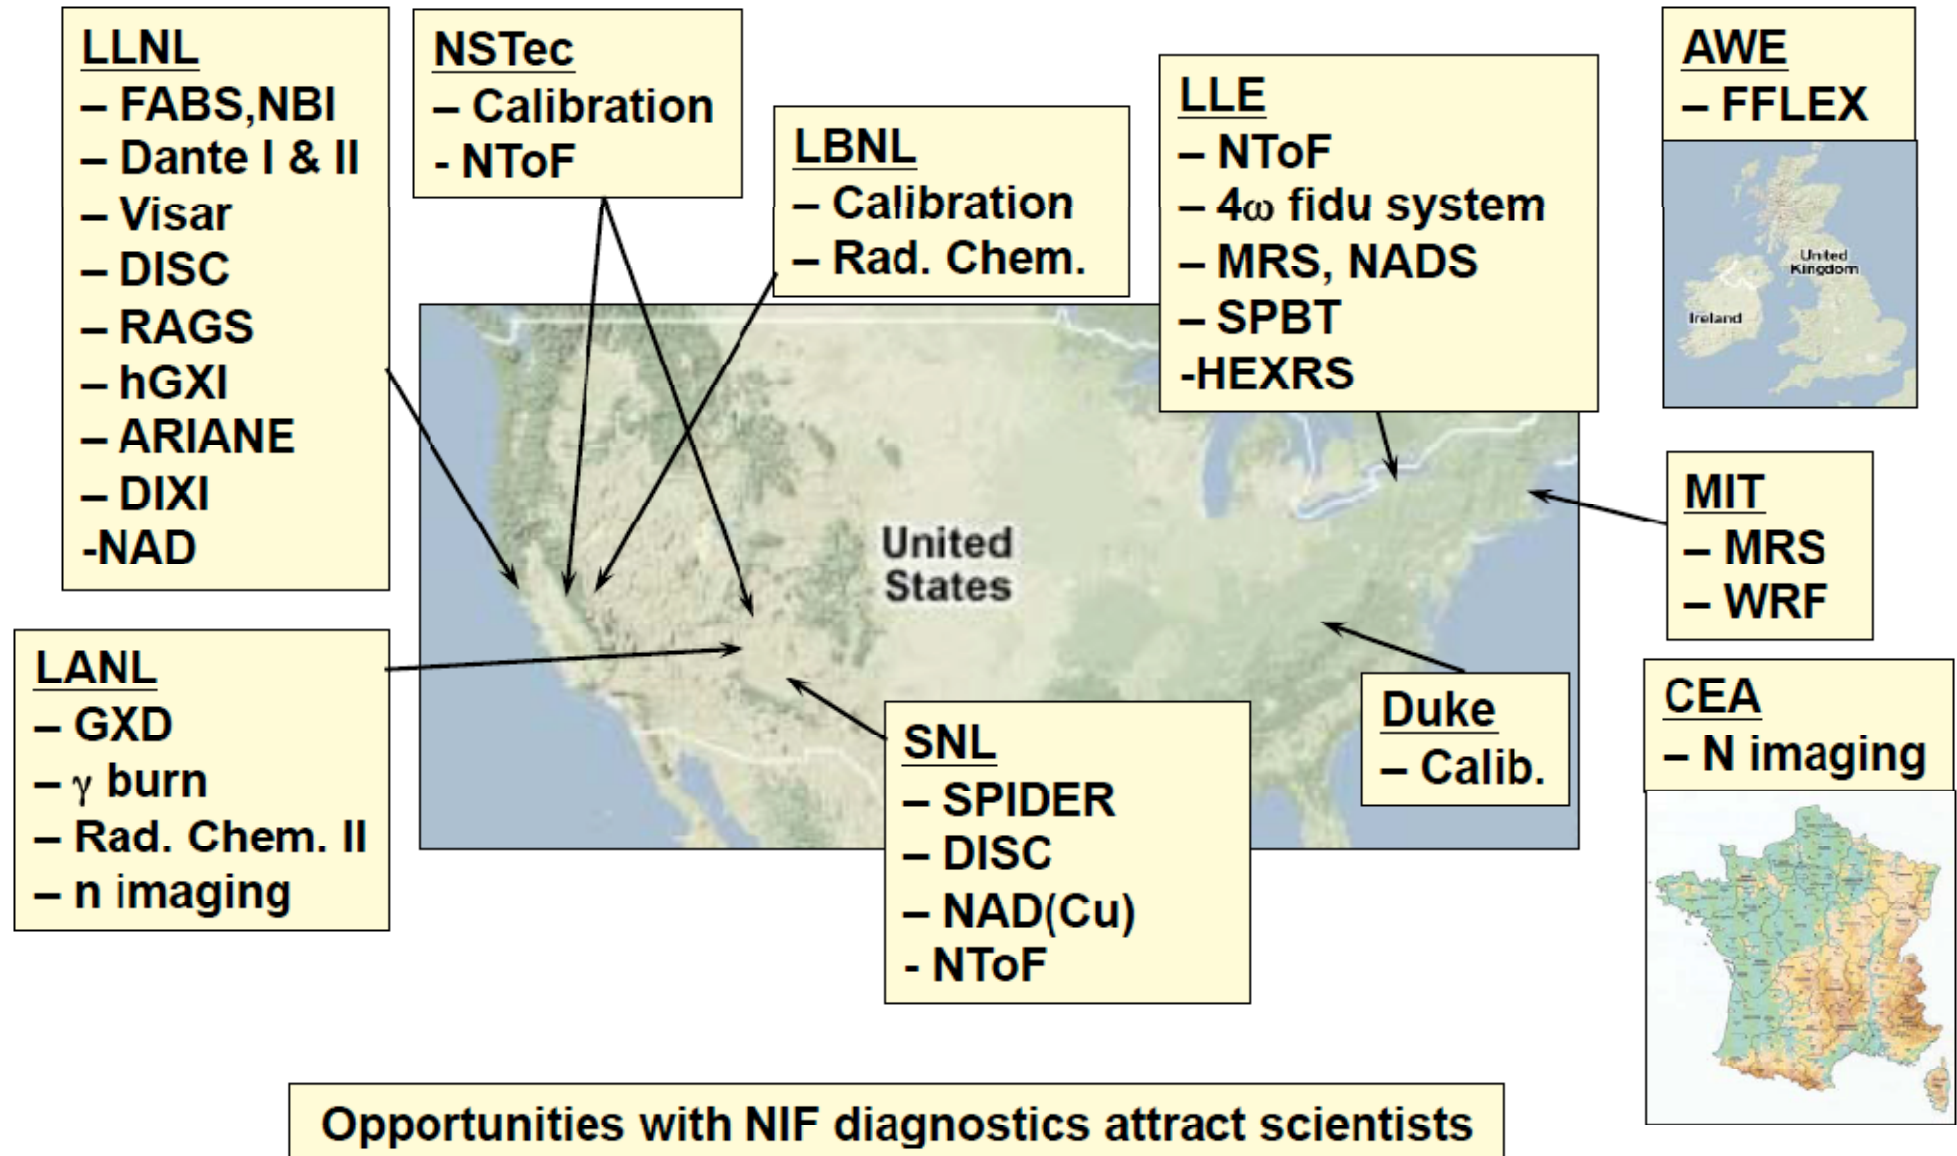 LLNL
– FABS,NBI
– Dante I & II
– Visar
– DISC
– RAGS
– hGXI
– ARIANE
– DIXI
-NAD
NSTec
– Calibration
- NToF
LBNL
– Calibration
– Rad. Chem.
LLE
– NToF
– 4ω fidu system
– MRS, NADS
– SPBT
-HEXRS
AWE
– FFLEX
United
Kingdom
Ireland
United
States
MIT
– MRS
– WRF
LANL
– GXD
– γ burn
– Rad. Chem. II
– n imaging
SNL
– SPIDER
– DISC
– NAD(Cu)
- NToF
Duke
– Calib.
CEA
– N imaging
Opportunities with NIF diagnostics attract scientists